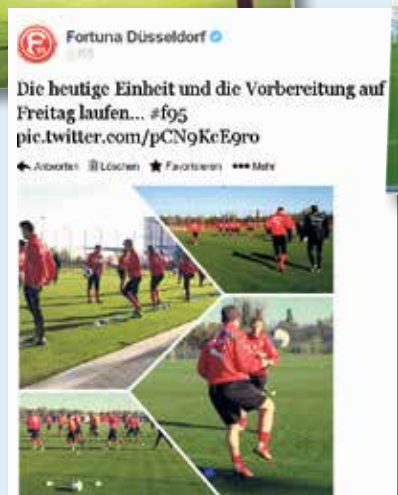 Fortuna Düsseldorf
Die heutige Einheit und die Vorbereitung auf
Freitag laufen... #f95
pic.twitter.com/pCN9KcE9ro
Antworten Löschen Favorisieren Mehr